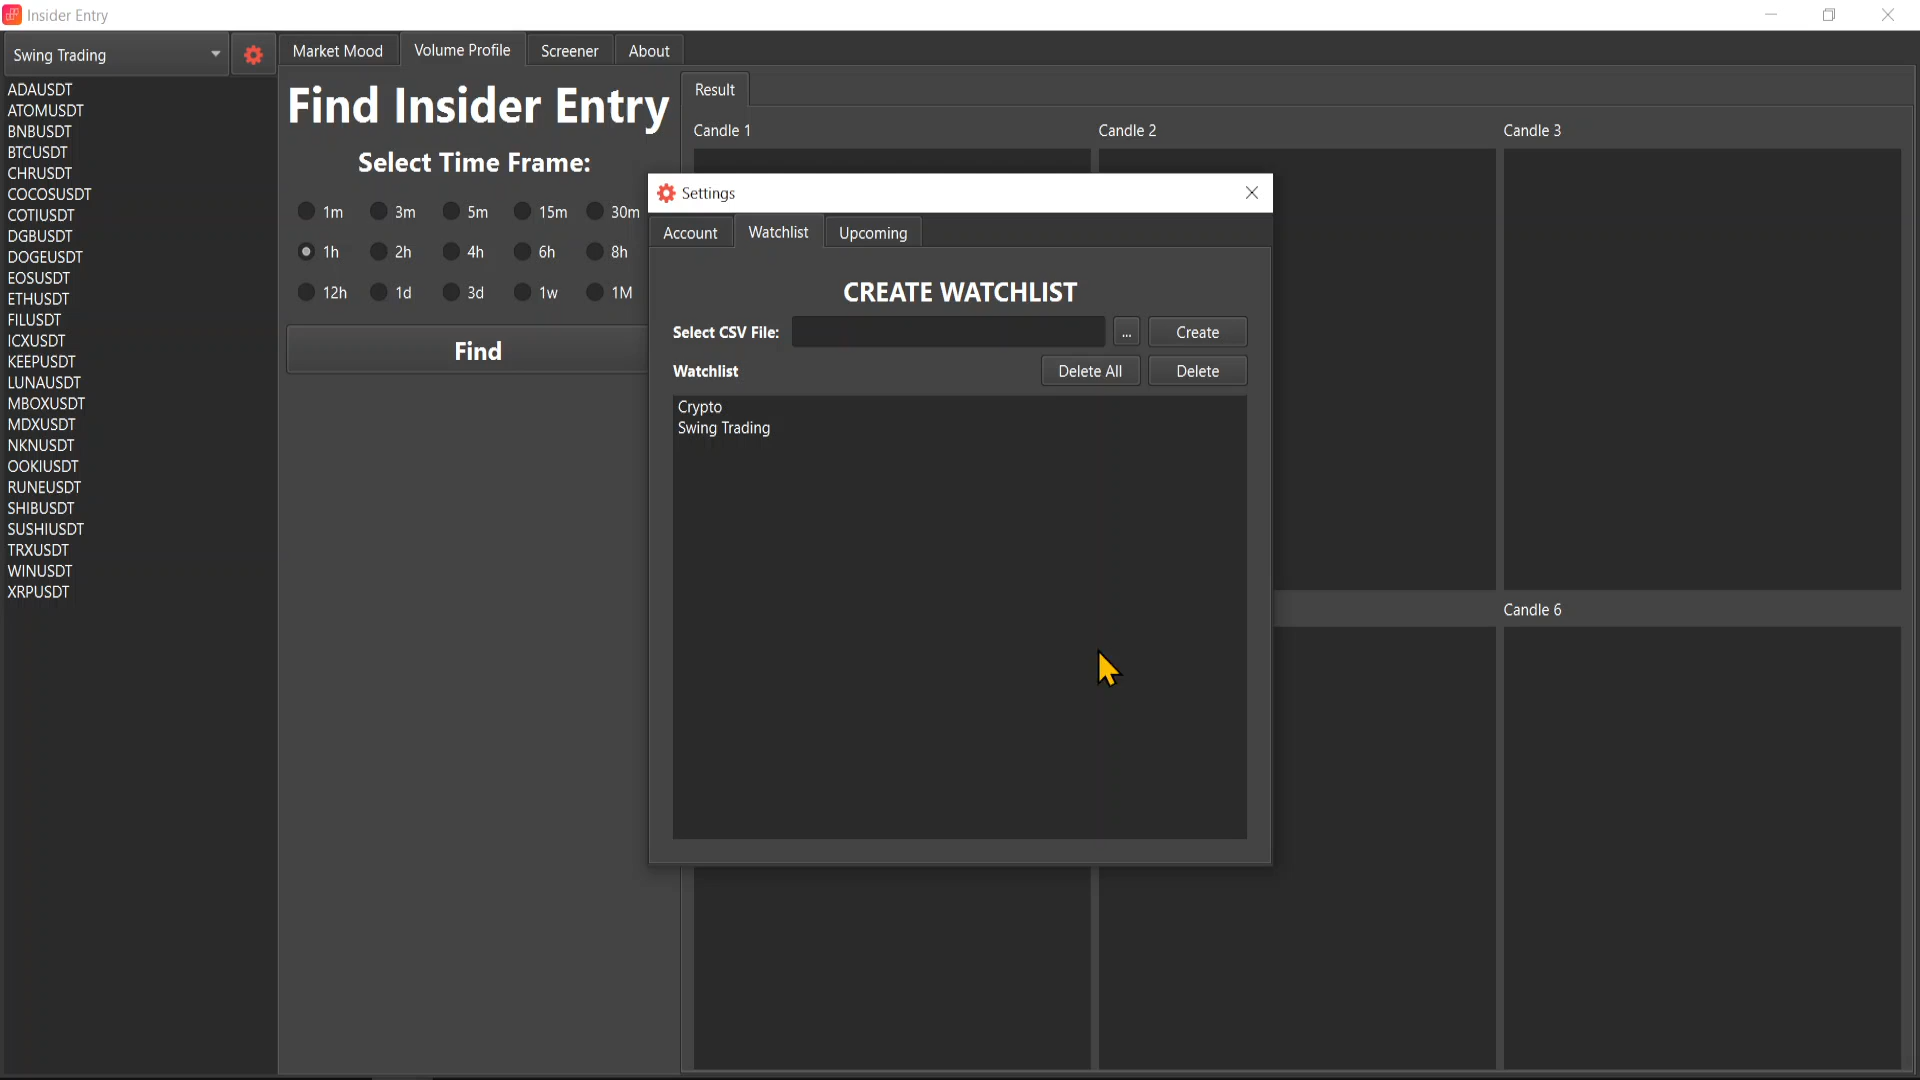 Insider Entry
Swing Trading
Market Mood
Volume Profile
Screener
About
ADAUSDT
ATOMUSDT
BNBUSDT
BTCUSDT
CHRUSDT
COCOSUSDT
COTIUSDT
DGBUSDT
DOGEUSDT
EOSUSDT
ETHUSDT
FILUSDT
ICXUSDT
KEEPUSDT
LUNAUSDT
MBOXUSDT
MDXUSDT
NKNUSDT
OOKIUSDT
RUNEUSDT
SHIBUSDT
SUSHIUSDT
TRXUSDT
WINUSDT
XRPUSDT
Find Insider Entry
Select Time Frame:
1m 3m 5m 15m 30m
1h 2h 4h 6h 8h
12h 1d 3d 1w 1M
Find
Result
Candle 1
Candle 2
Candle 3
Candle 6
Settings
Account
Watchlist
Upcoming
CREATE WATCHLIST
Select CSV File:
...
Create
Watchlist
Delete All
Delete
Crypto
Swing Trading